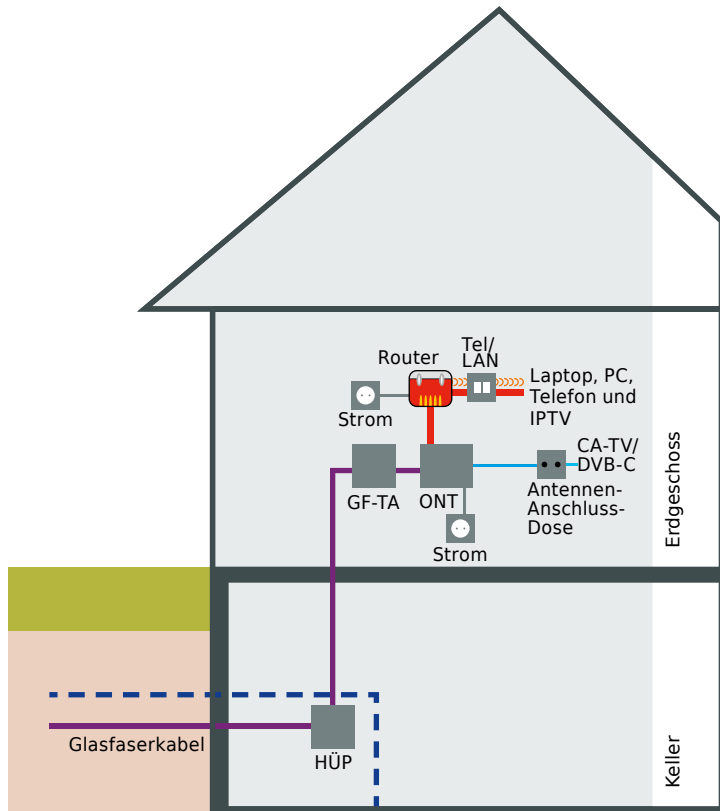 Tel/
LAN
Router
Laptop, PC,
Telefon und
IPTV
Strom
CA-TV/
DVB-C
GF-TA
ONT
Antennen-
Anschluss-
Dose
Strom
Erdgeschoss
Glasfaserkabel
HÜP
Keller